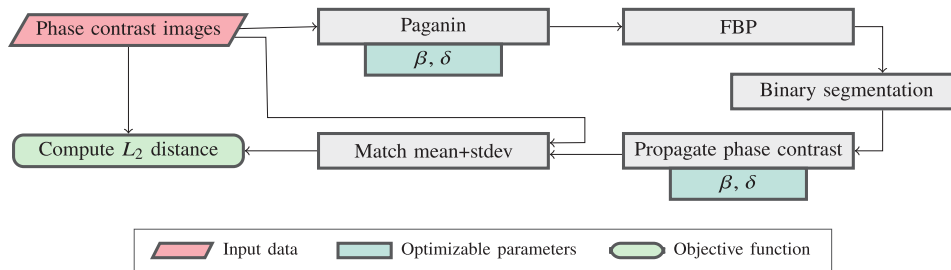 Phase contrast images
Paganin
β, δ
FBP
Binary segmentation
Propagate phase contrast
β, δ
Match mean+stdev
Compute L₂ distance
Input data
Optimizable parameters
Objective function